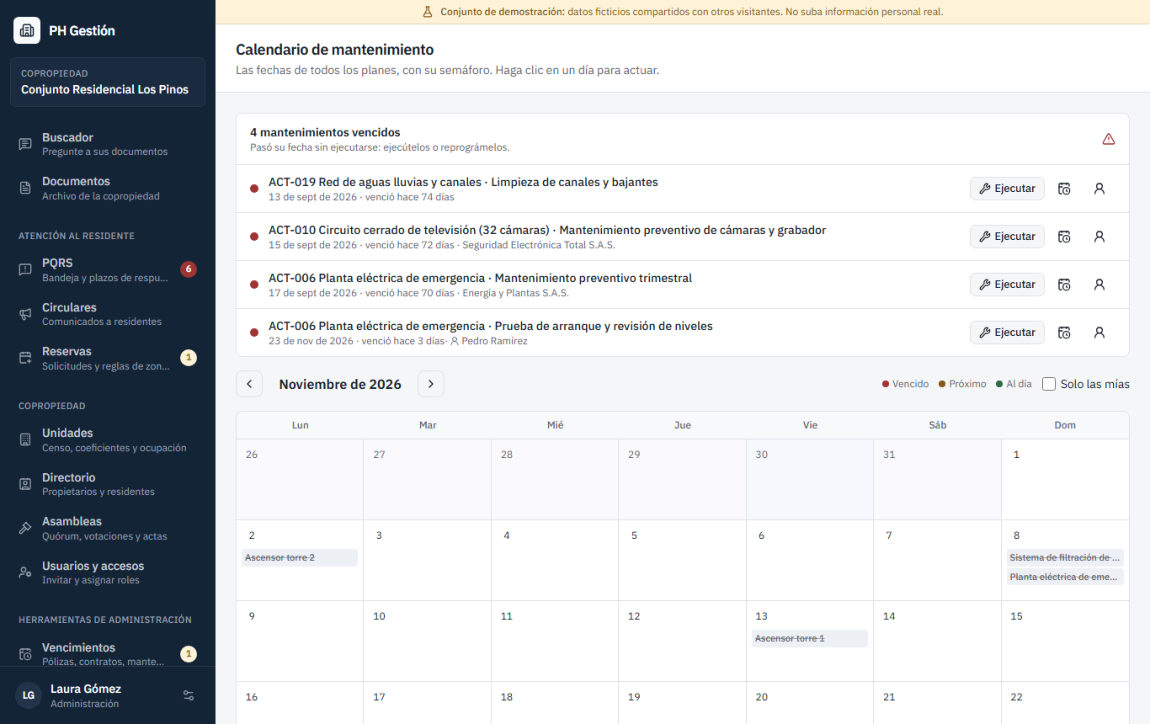 Conjunto de demostración: datos ficticios compartidos con otros visitantes. No suba información personal real.
PH Gestión
COPROPIEDAD
Conjunto Residencial Los Pinos
Buscador
Pregunte a sus documentos
Documentos
Archivo de la copropiedad
ATENCIÓN AL RESIDENTE
PQRS
Bandeja y plazos de respu...
6
Circulares
Comunicados a residentes
Reservas
Solicitudes y reglas de zon...
1
COPROPIEDAD
Unidades
Censo, coeficientes y ocupación
Directorio
Propietarios y residentes
Asambleas
Quórum, votaciones y actas
Usuarios y accesos
Invitar y asignar roles
HERRAMIENTAS DE ADMINISTRACIÓN
Vencimientos
Pólizas, contratos, mante...
1
LG
Laura Gómez
Administración
Calendario de mantenimiento
Las fechas de todos los planes, con su semáforo. Haga clic en un día para actuar.
4 mantenimientos vencidos
Pasó su fecha sin ejecutarse: ejecútelos o reprográmelos.
ACT-019 Red de aguas lluvias y canales · Limpieza de canales y bajantes
13 de sept de 2026 · venció hace 74 días
Ejecutar
ACT-010 Circuito cerrado de televisión (32 cámaras) · Mantenimiento preventivo de cámaras y grabador
15 de sept de 2026 · venció hace 72 días · Seguridad Electrónica Total S.A.S.
Ejecutar
ACT-006 Planta eléctrica de emergencia · Mantenimiento preventivo trimestral
17 de sept de 2026 · venció hace 70 días · Energía y Plantas S.A.S.
Ejecutar
ACT-006 Planta eléctrica de emergencia · Prueba de arranque y revisión de niveles
23 de nov de 2026 · venció hace 3 días · Pedro Ramírez
Ejecutar
Noviembre de 2026
Vencido Próximo Al día Solo las mías
Lun Mar Mié Jue Vie Sáb Dom
26 27 28 29 30 31 1
2 3 4 5 6 7 8
Ascensor torre 2
Sistema de filtración de ...
Planta eléctrica de eme...
9 10 11 12 13 14 15
Ascensor torre 1
16 17 18 19 20 21 22